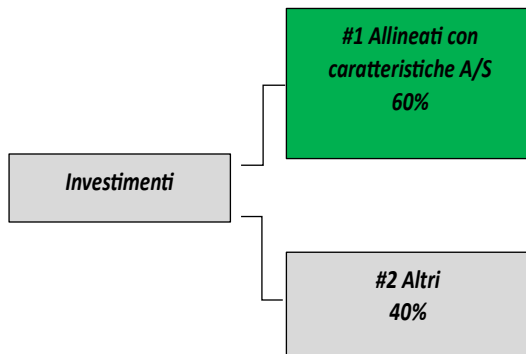 #1 Allineati con
caratteristiche A/S
60%
Investimenti
#2 Altri
40%